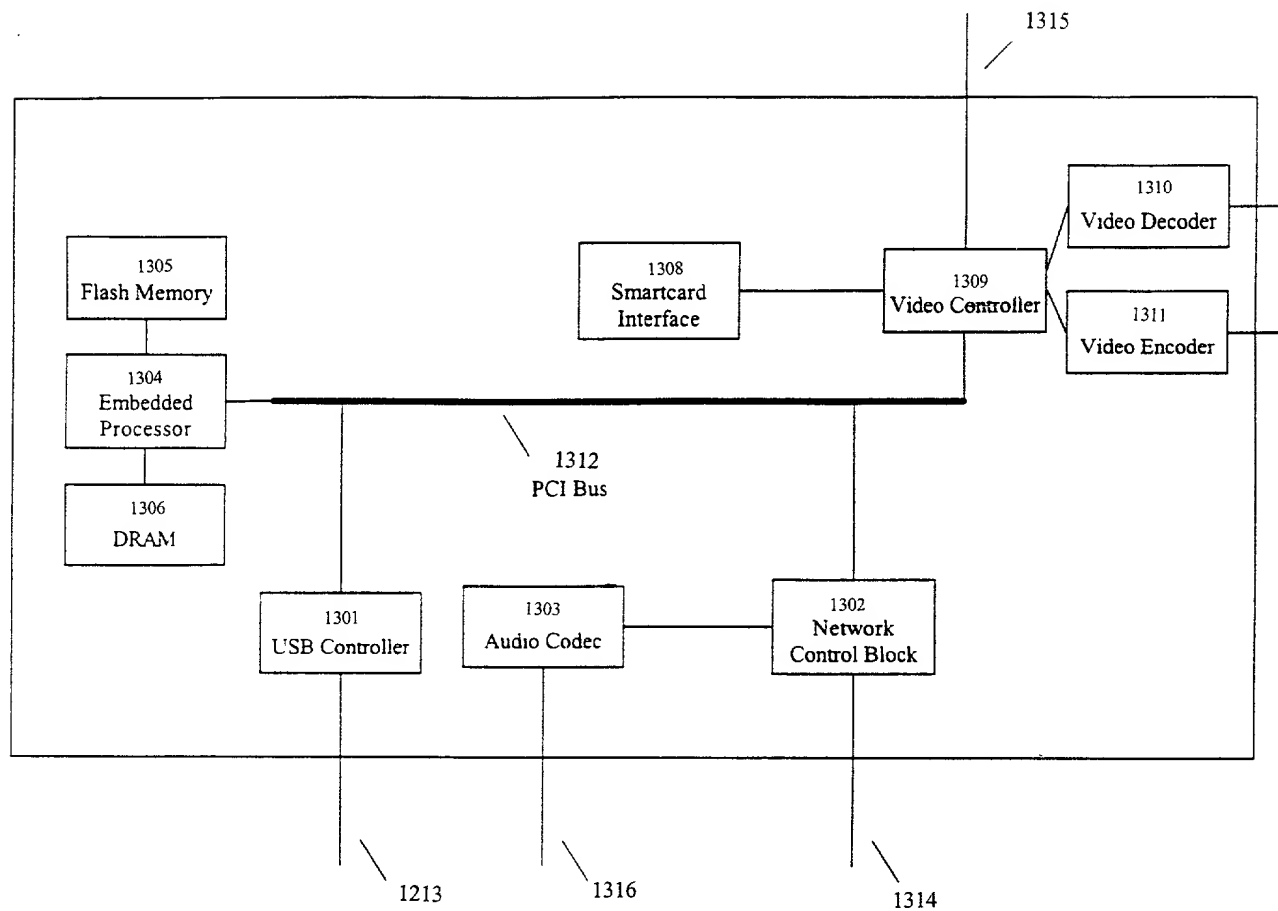 1315
1310
Video Decoder
1305
Flash Memory
1308
Smartcard
Interface
1309
Video Controller
1311
Video Encoder
1304
Embedded
Processor
1312
PCI Bus
1306
DRAM
1301
USB Controller
1303
Audio Codec
1302
Network
Control Block
1213
1316
1314